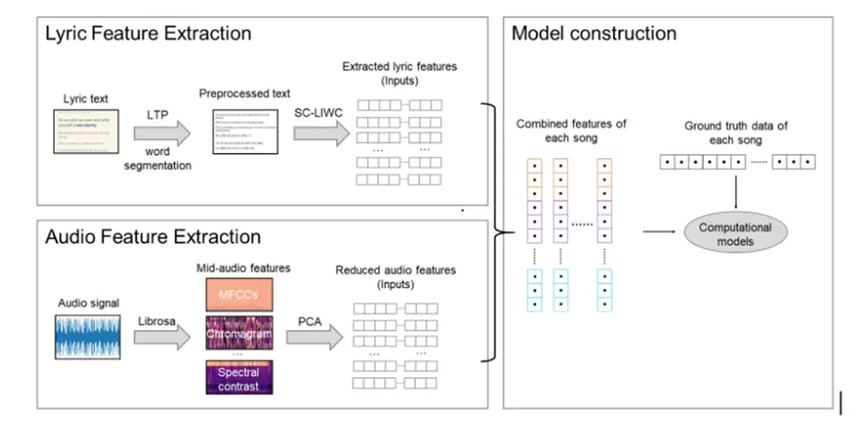 Lyric Feature Extraction
Lyric text
LTP
word
segmentation
Preprocessed text
SC-LIWC
Extracted lyric features
(Inputs)
...
...
Audio Feature Extraction
Audio signal
Librosa
Mid-audio features
MFCCs
Chromagram
...
Spectral
contrast
PCA
Reduced audio features
(Inputs)
...
...
Model construction
Combined features of
each song
Ground truth data of
each song
Computational
models